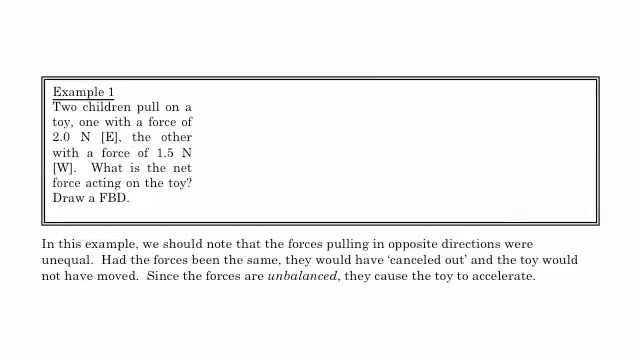 Example 1
Two children pull on a
toy, one with a force of
2.0 N [E], the other
with a force of 1.5 N
[W]. What is the net
force acting on the toy?
Draw a FBD.
In this example, we should note that the forces pulling in opposite directions were
unequal. Had the forces been the same, they would have ‘canceled out’ and the toy would
not have moved. Since the forces are unbalanced, they cause the toy to accelerate.